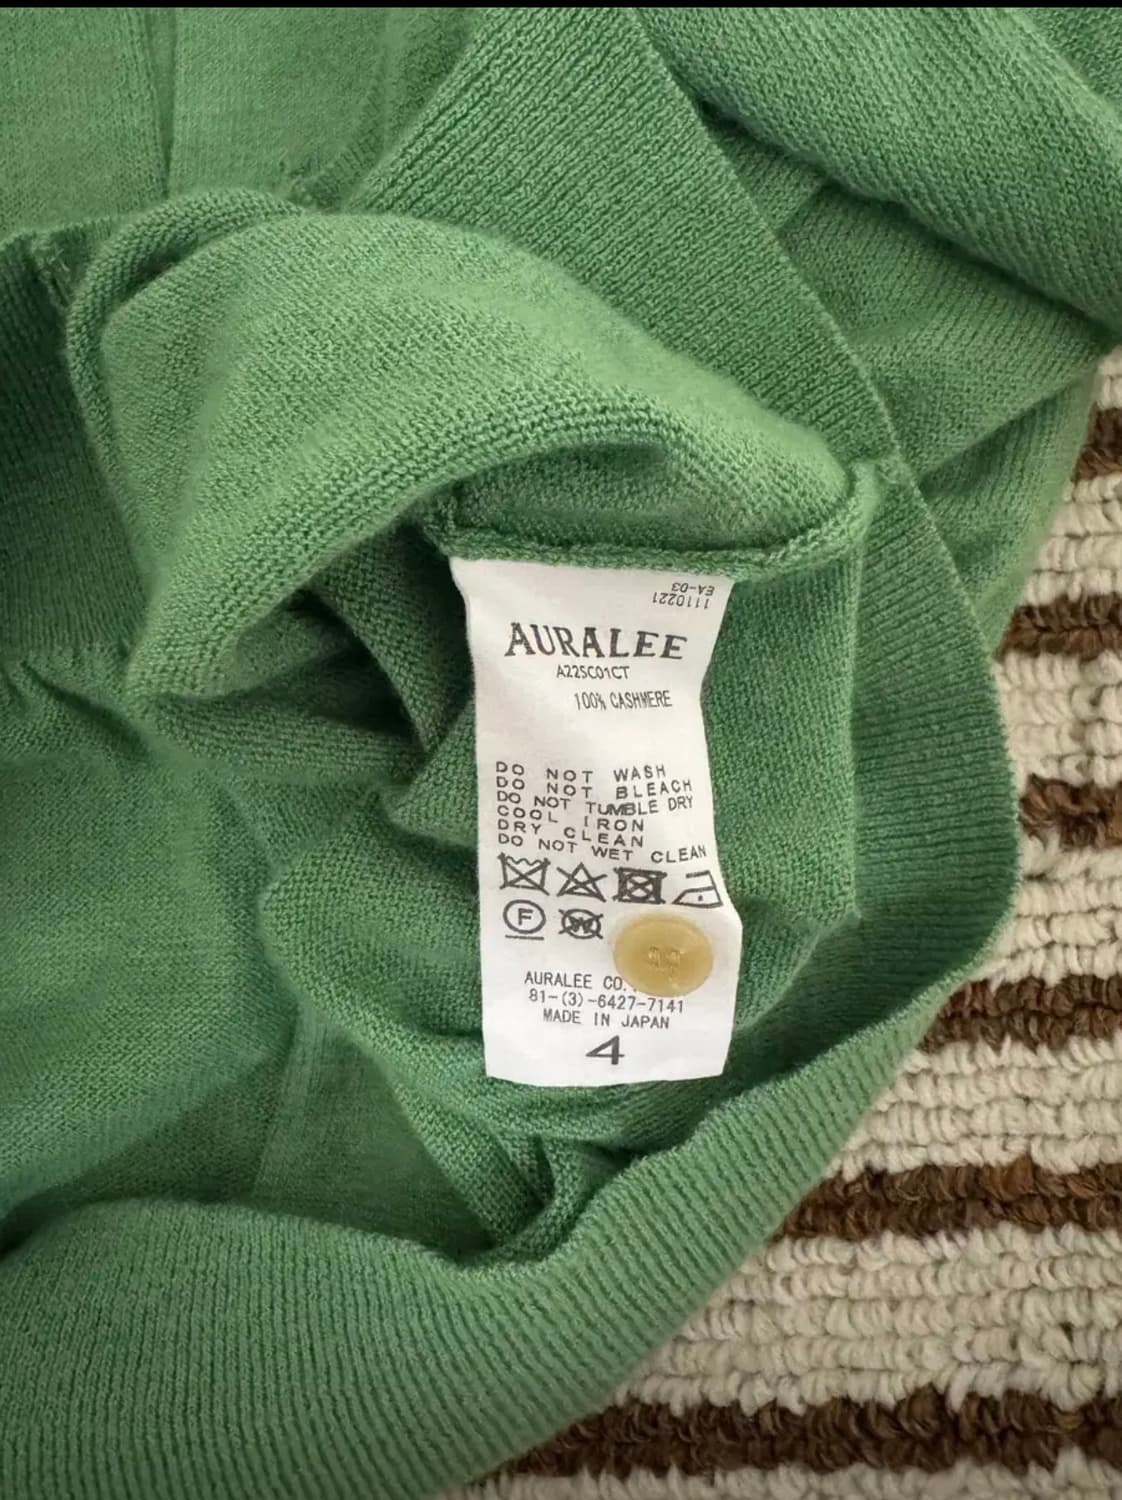 EA-03
1110221
AURALEE
A22SC01CT
100% CASHMERE
DO NOT WASH
DO NOT BLEACH
DO NOT TUMBLE DRY
COOL IRON
DRY CLEAN
DO NOT WET CLEAN
F W
AURALEE CO.
81-(3)-6427-7141
MADE IN JAPAN
4